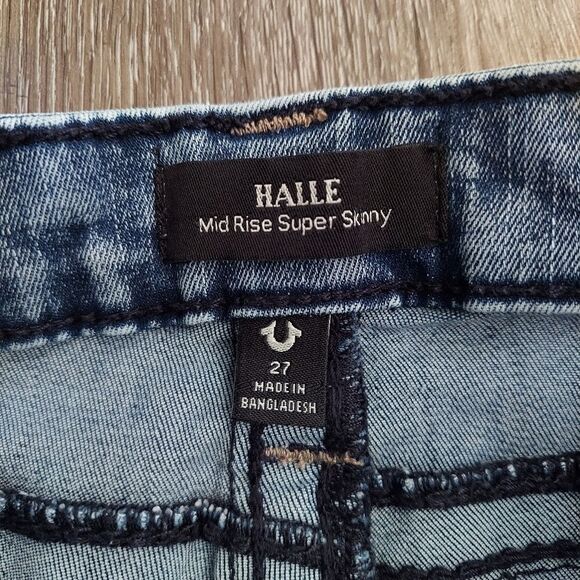 HALLE
Mid Rise Super Skinny
27
MADE IN
BANGLADESH